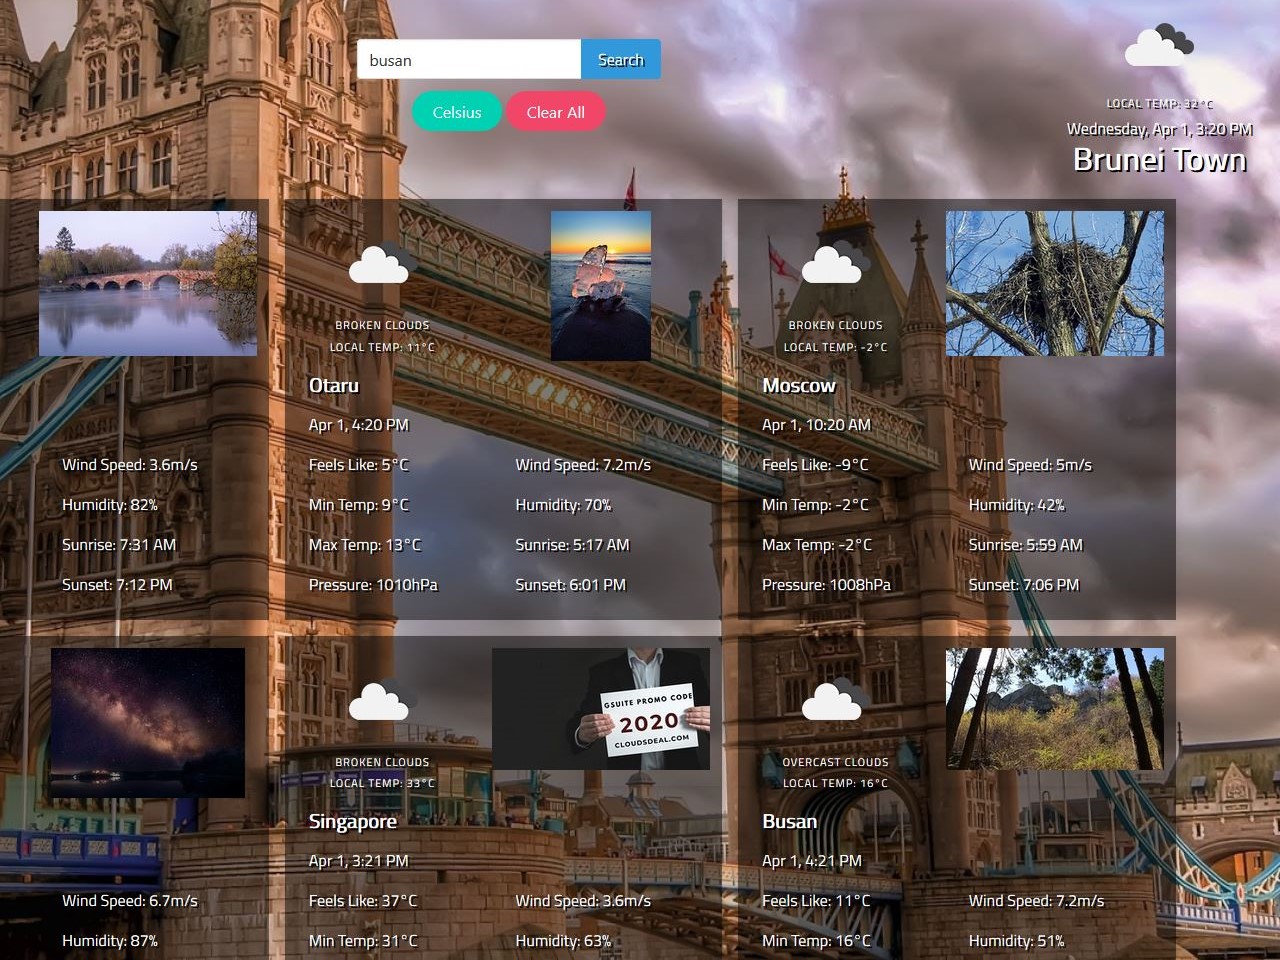 busan
Search
Celsius
Clear All
LOCAL TEMP: 32°C
Wednesday, Apr 1, 3:20 PM
Brunei Town
Wind Speed: 3.6m/s
Humidity: 82%
Sunrise: 7:31 AM
Sunset: 7:12 PM
BROKEN CLOUDS
LOCAL TEMP: 11°C
Otaru
Apr 1, 4:20 PM
Feels Like: 5°C
Wind Speed: 7.2m/s
Min Temp: 9°C
Humidity: 70%
Max Temp: 13°C
Sunrise: 5:17 AM
Pressure: 1010hPa
Sunset: 6:01 PM
BROKEN CLOUDS
LOCAL TEMP: -2°C
Moscow
Apr 1, 10:20 AM
Feels Like: -9°C
Wind Speed: 5m/s
Min Temp: -2°C
Humidity: 42%
Max Temp: -2°C
Sunrise: 5:59 AM
Pressure: 1008hPa
Sunset: 7:06 PM
Wind Speed: 6.7m/s
Humidity: 87%
BROKEN CLOUDS
LOCAL TEMP: 33°C
GSUITE PROMO CODE
2020
CLOUDSDEAL.COM
Singapore
Apr 1, 3:21 PM
Feels Like: 37°C
Wind Speed: 3.6m/s
Min Temp: 31°C
Humidity: 63%
OVERCAST CLOUDS
LOCAL TEMP: 16°C
Busan
Apr 1, 4:21 PM
Feels Like: 11°C
Wind Speed: 7.2m/s
Min Temp: 16°C
Humidity: 51%